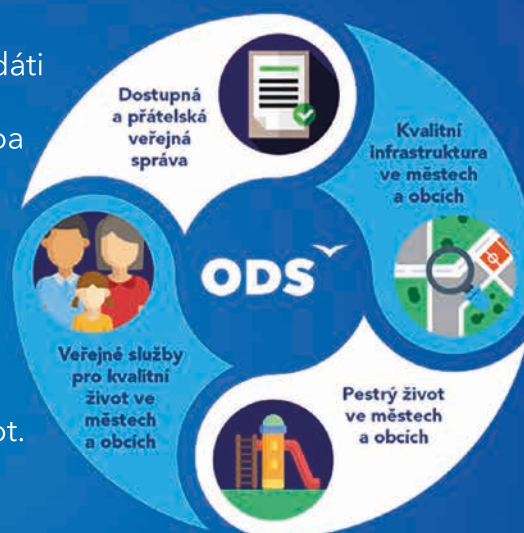 Dostupná
a přátelská
veřejná
správa
Kvalitní
infrastruktura
ve městech
a obcích
ODS
Veřejné služby
pro kvalitní
život ve
městech
a obcích
Pestrý život
ve městech
a obcích